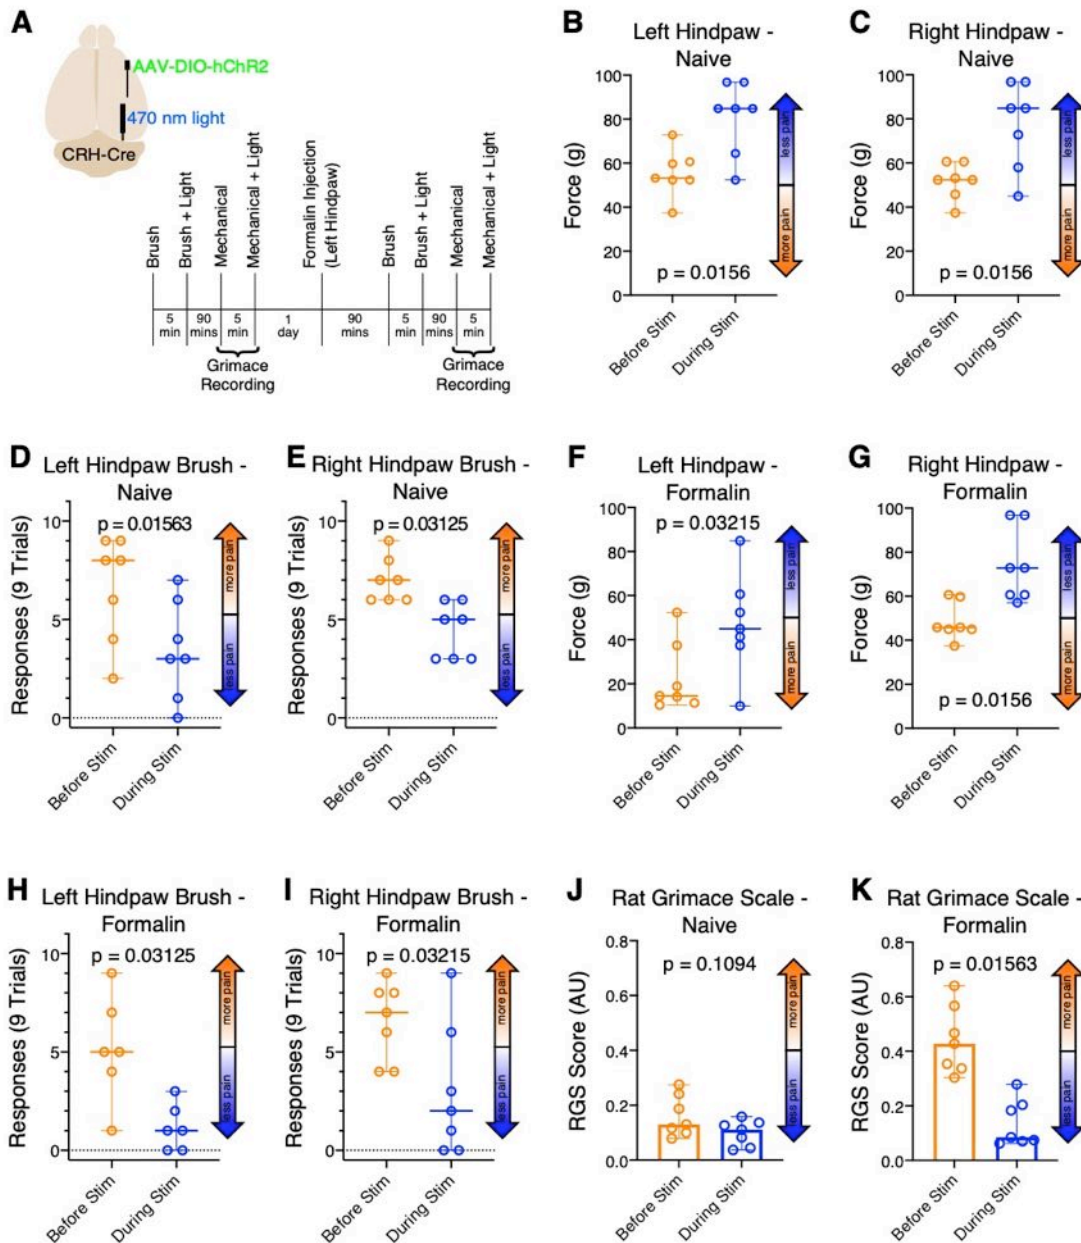 A
AAV-DIO-hChR2
470 nm light
CRH-Cre
Brush
Brush + Light
Mechanical
Mechanical + Light
Formalin Injection
(Left Hindpaw)
Brush
Brush + Light
Mechanical
Mechanical + Light
5 min
90 mins
5 min
1 day
90 mins
5 min
90 mins
5 min
Grimace
Recording
Grimace
Recording
B
Left Hindpaw -
Naive
Force (g)
100
80
60
40
20
0
p = 0.0156
less pain
more pain
Before Stim
During Stim
C
Right Hindpaw -
Naive
Force (g)
100
80
60
40
20
0
p = 0.0156
less pain
more pain
Before Stim
During Stim
D
Left Hindpaw Brush -
Naive
Responses (9 Trials)
p = 0.01563
10
5
0
more pain
less pain
Before Stim
During Stim
E
Right Hindpaw Brush -
Naive
Responses (9 Trials)
p = 0.03125
10
5
0
more pain
less pain
Before Stim
During Stim
F
Left Hindpaw -
Formalin
Force (g)
100
p = 0.03215
80
60
40
20
0
less pain
more pain
Before Stim
During Stim
G
Right Hindpaw -
Formalin
Force (g)
100
80
60
40
20
0
p = 0.0156
less pain
more pain
Before Stim
During Stim
H
Left Hindpaw Brush -
Formalin
Responses (9 Trials)
p = 0.03125
10
5
0
more pain
less pain
Before Stim
During Stim
I
Right Hindpaw Brush -
Formalin
Responses (9 Trials)
p = 0.03215
10
5
0
more pain
less pain
Before Stim
During Stim
J
Rat Grimace Scale -
Naive
RGS Score (AU)
0.8
p = 0.1094
0.6
0.4
0.2
0.0
more pain
less pain
Before Stim
During Stim
K
Rat Grimace Scale -
Formalin
RGS Score (AU)
0.8
p = 0.01563
0.6
0.4
0.2
0.0
more pain
less pain
Before Stim
During Stim